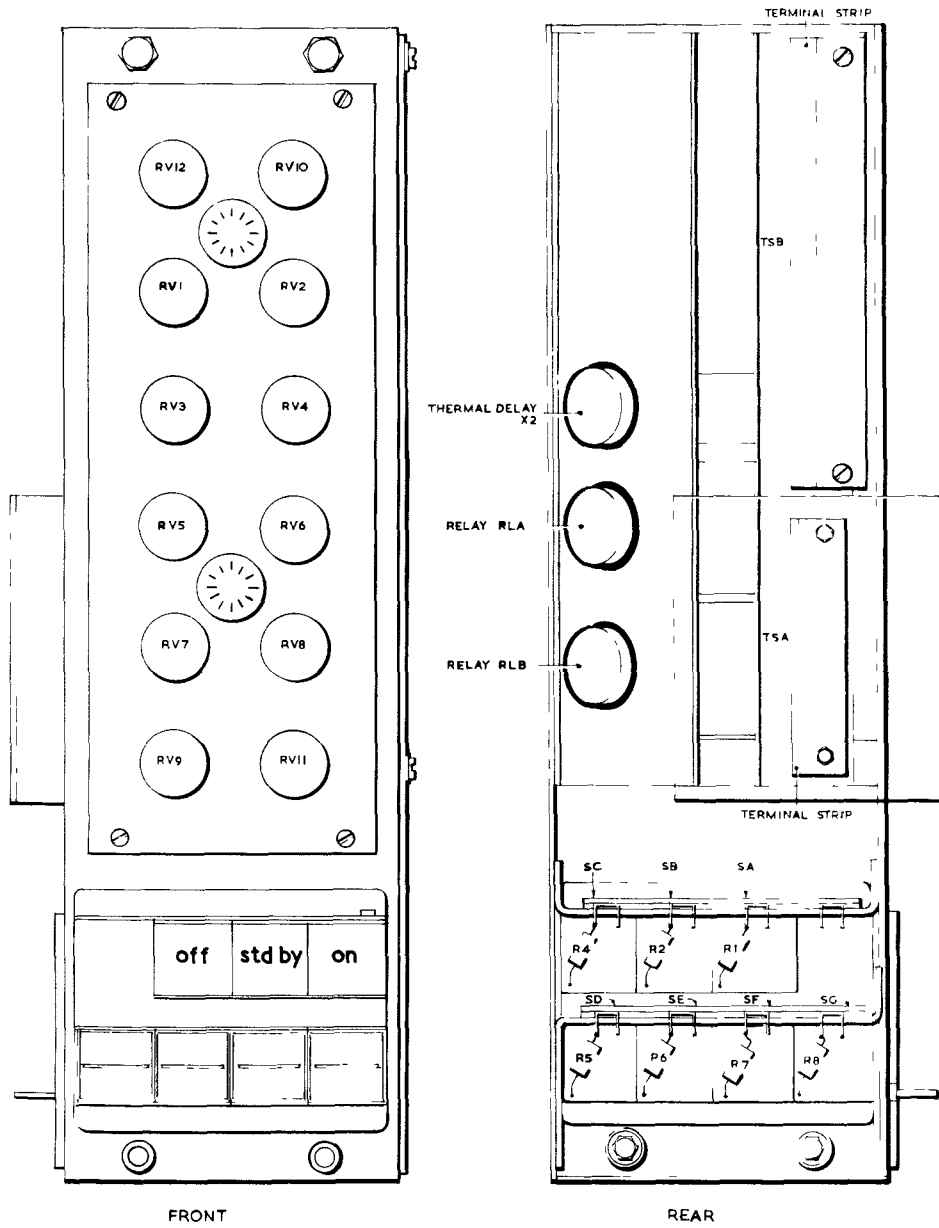 TERMINAL STRIP
RV12 RV10
RV1 RV2
TSB
RV3 RV4
THERMAL DELAY
X2
RV5 RV6
RELAY RLA
RV7 RV8
TSA
RELAY RLB
RV9 RV11
TERMINAL STRIP
SC SB SA
off std by on
R4 R2 R1
SD SE SF SG
R5 R6 R7 R8
FRONT
REAR